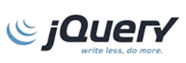 jQuery
write less, do more.